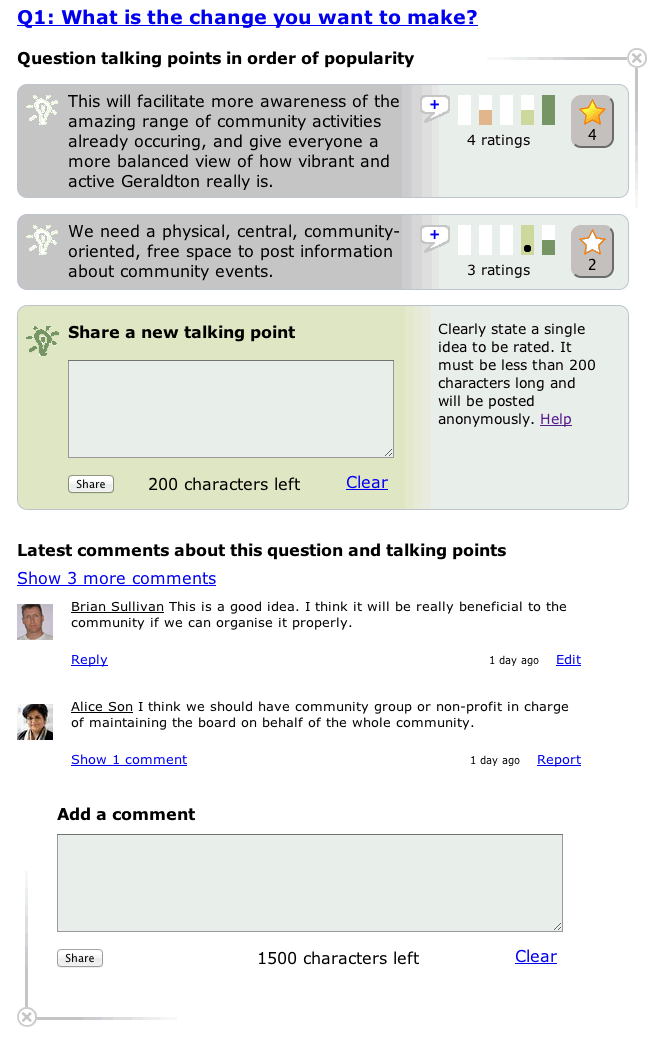 Q1: What is the change you want to make?
Question talking points in order of popularity
This will facilitate more awareness of the
amazing range of community activities
already occuring, and give everyone a
more balanced view of how vibrant and
active Geraldton really is.
+
4 ratings
4
We need a physical, central, community-
oriented, free space to post information
about community events.
+
3 ratings
2
Share a new talking point
Clearly state a single
idea to be rated. It
must be less than 200
characters long and
will be posted
anonymously. Help
Share 200 characters left Clear
Latest comments about this question and talking points
Show 3 more comments
Brian Sullivan This is a good idea. I think it will be really beneficial to the
community if we can organise it properly.
Reply 1 day ago Edit
Alice Son I think we should have community group or non-profit in charge
of maintaining the board on behalf of the whole community.
Show 1 comment 1 day ago Report
Add a comment
Share 1500 characters left Clear